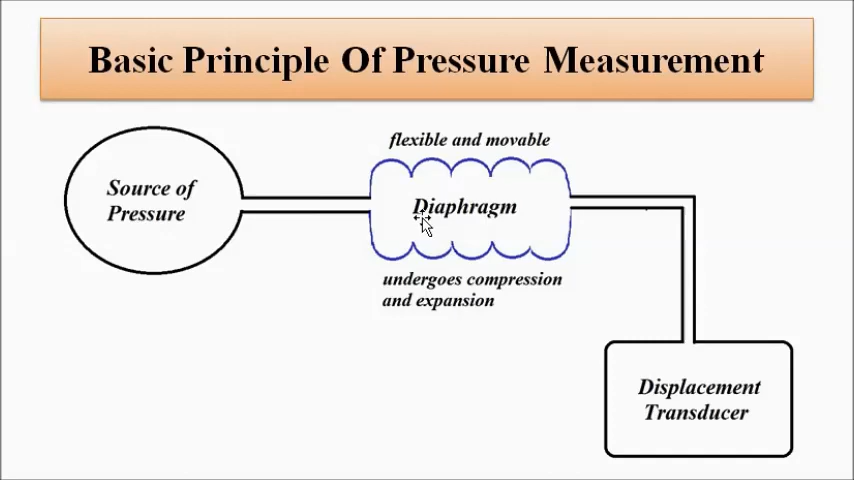 Basic Principle Of Pressure Measurement
flexible and movable
Source of
Pressure
Diaphragm
undergoes compression
and expansion
Displacement
Transducer